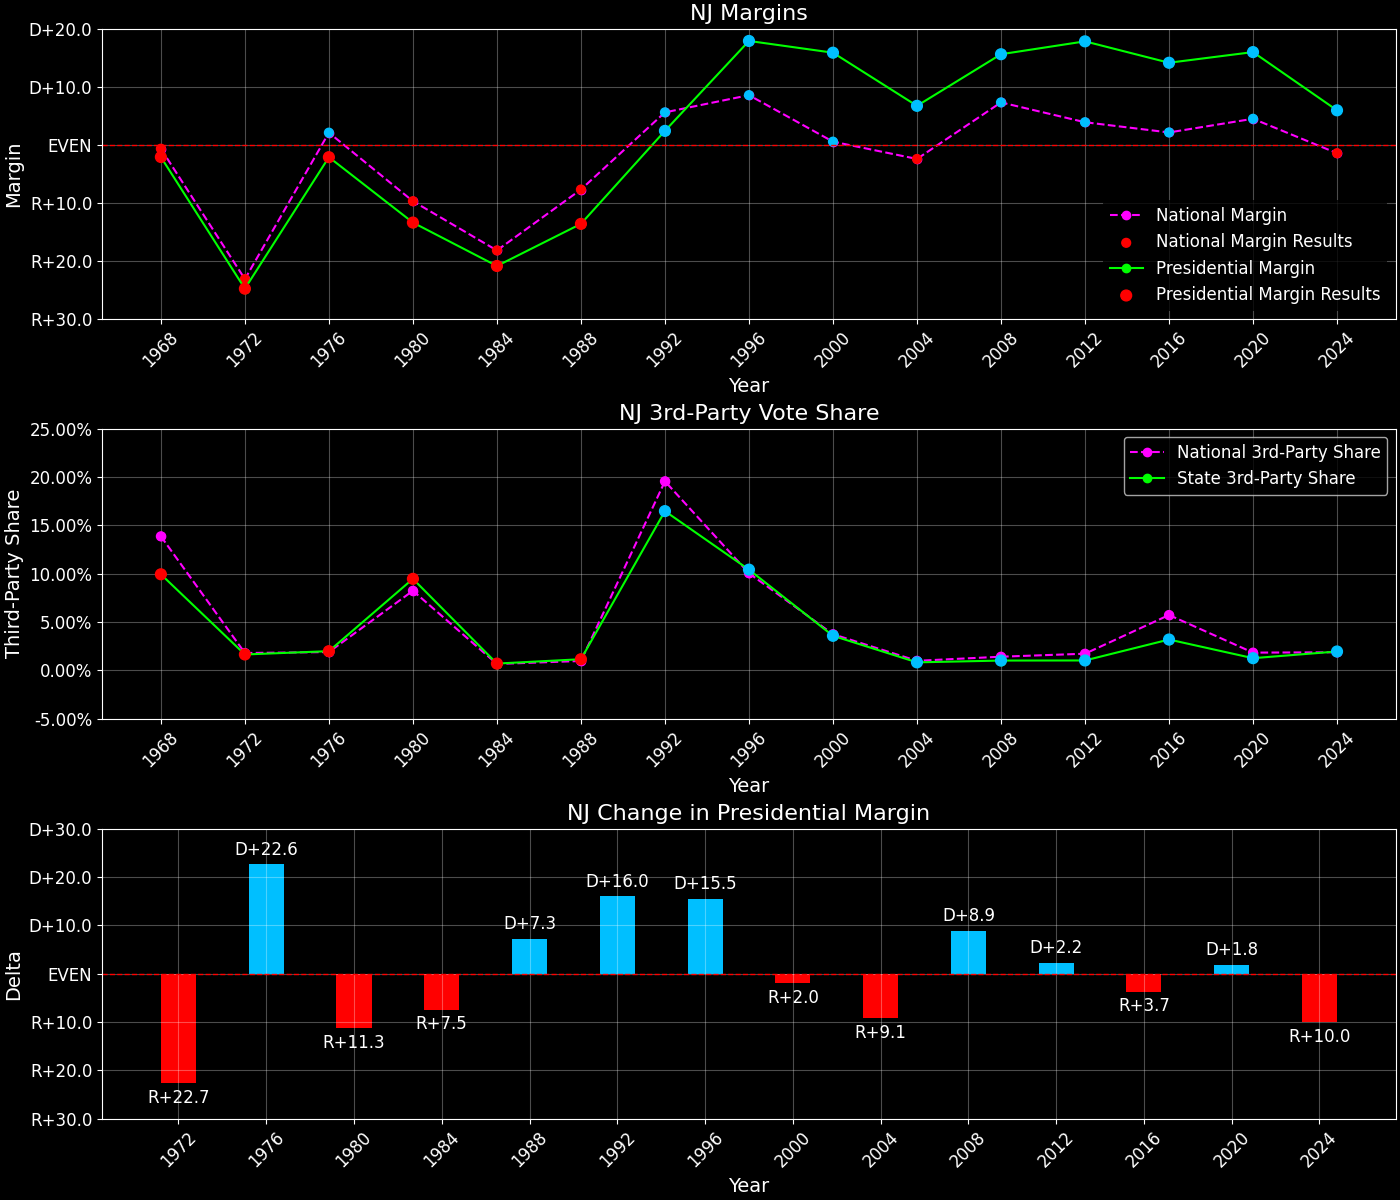 NJ Margins
D+20.0
D+10.0
EVEN
R+10.0
R+20.0
R+30.0
Margin
National Margin
National Margin Results
Presidential Margin
Presidential Margin Results
1968 1972 1976 1980 1984 1988 1992 1996 2000 2004 2008 2012 2016 2020 2024
Year
NJ 3rd-Party Vote Share
25.00%
20.00%
15.00%
10.00%
5.00%
0.00%
-5.00%
Third-Party Share
National 3rd-Party Share
State 3rd-Party Share
1968 1972 1976 1980 1984 1988 1992 1996 2000 2004 2008 2012 2016 2020 2024
Year
NJ Change in Presidential Margin
D+30.0
D+20.0
D+10.0
EVEN
R+10.0
R+20.0
R+30.0
Delta
R+22.7
D+22.6
R+11.3
R+7.5
D+7.3
D+16.0
D+15.5
R+2.0
R+9.1
D+8.9
D+2.2
R+3.7
D+1.8
R+10.0
1972 1976 1980 1984 1988 1992 1996 2000 2004 2008 2012 2016 2020 2024
Year